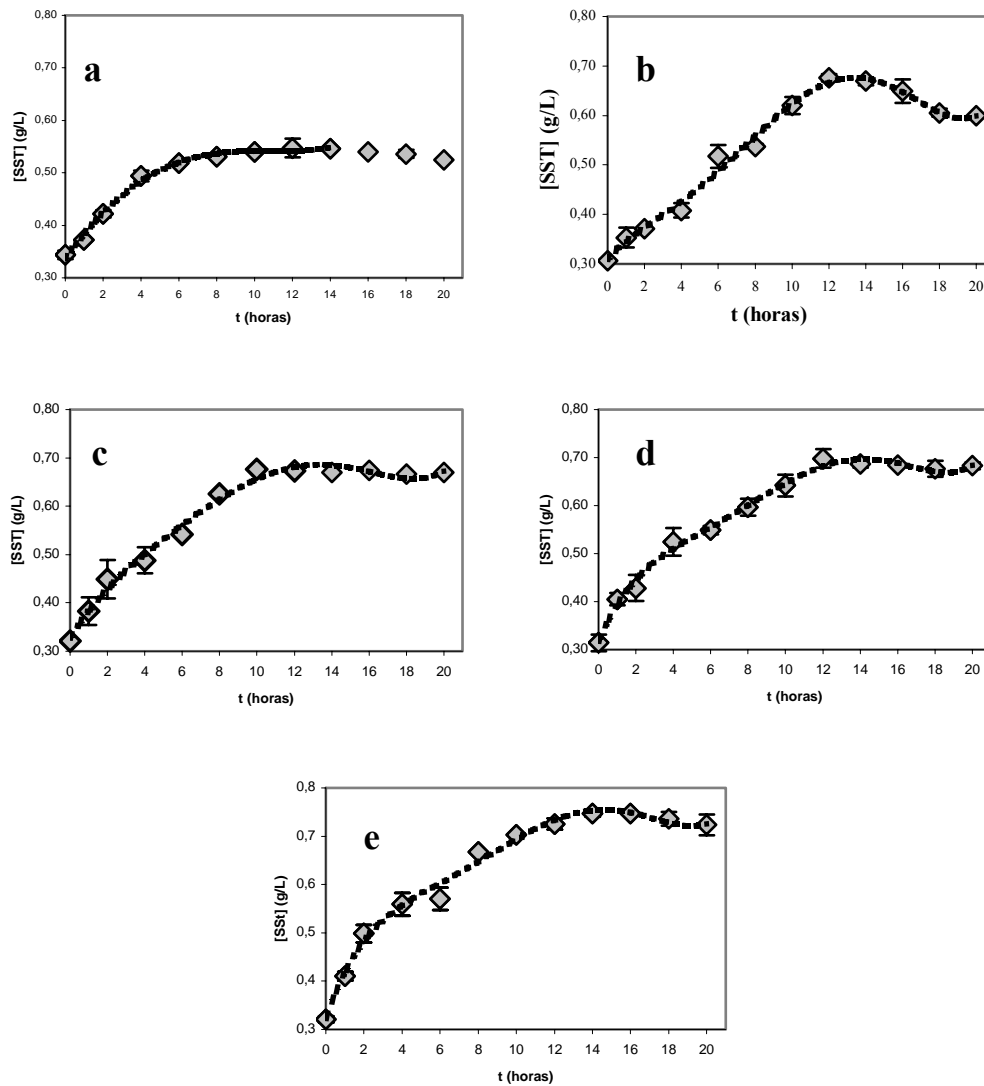 a
[SST] (g/L)
0,80
0,70
0,60
0,50
0,40
0,30
0 2 4 6 8 10 12 14 16 18 20
t (horas)
b
[SST] (g/L)
0,80
0,70
0,60
0,50
0,40
0,30
0 2 4 6 8 10 12 14 16 18 20
t (horas)
c
[SST] (g/L)
0,80
0,70
0,60
0,50
0,40
0,30
0 2 4 6 8 10 12 14 16 18 20
t (horas)
d
[SST] (g/L)
0,80
0,70
0,60
0,50
0,40
0,30
0 2 4 6 8 10 12 14 16 18 20
t (horas)
e
[SSt] (g/L)
0,8
0,7
0,6
0,5
0,4
0,3
0 2 4 6 8 10 12 14 16 18 20
t (horas)